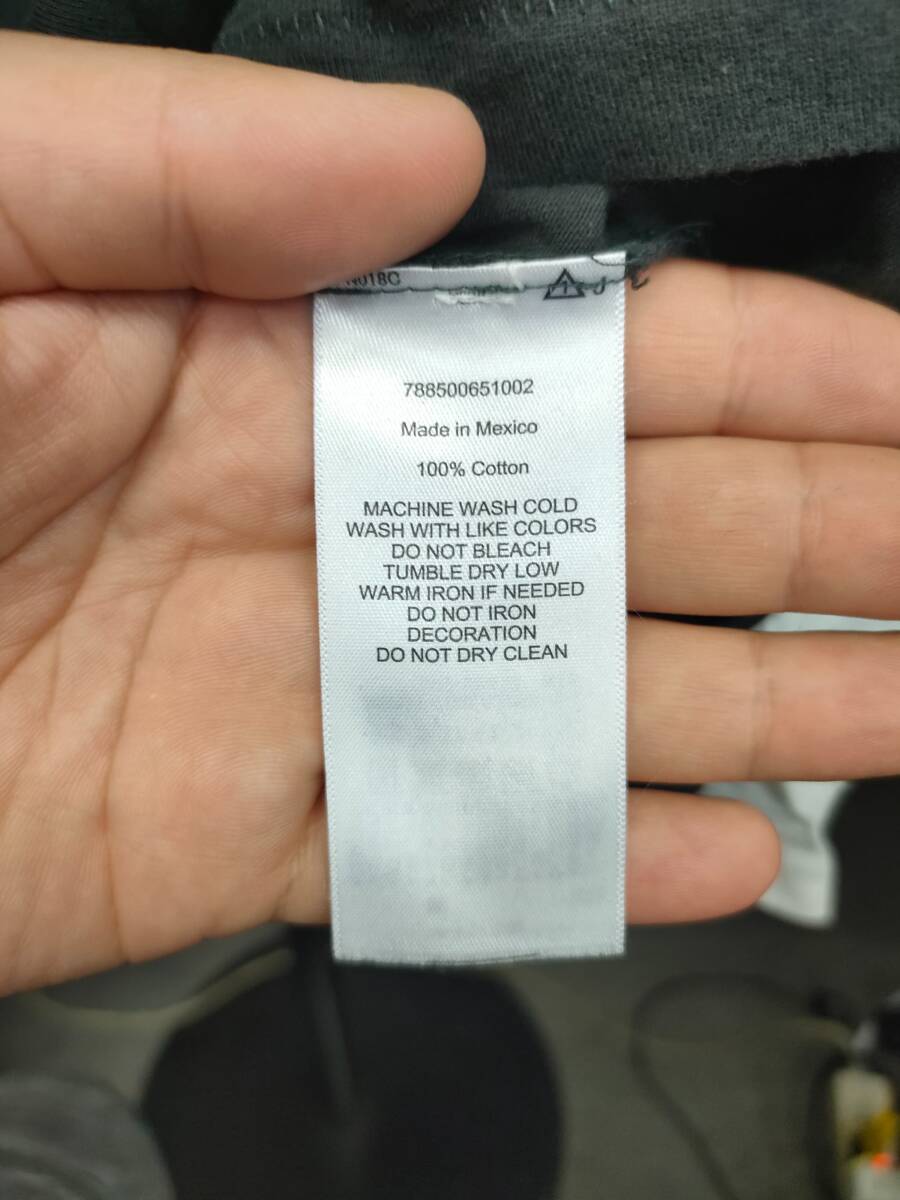 788500651002
Made in Mexico
100% Cotton
MACHINE WASH COLD
WASH WITH LIKE COLORS
DO NOT BLEACH
TUMBLE DRY LOW
WARM IRON IF NEEDED
DO NOT IRON
DECORATION
DO NOT DRY CLEAN